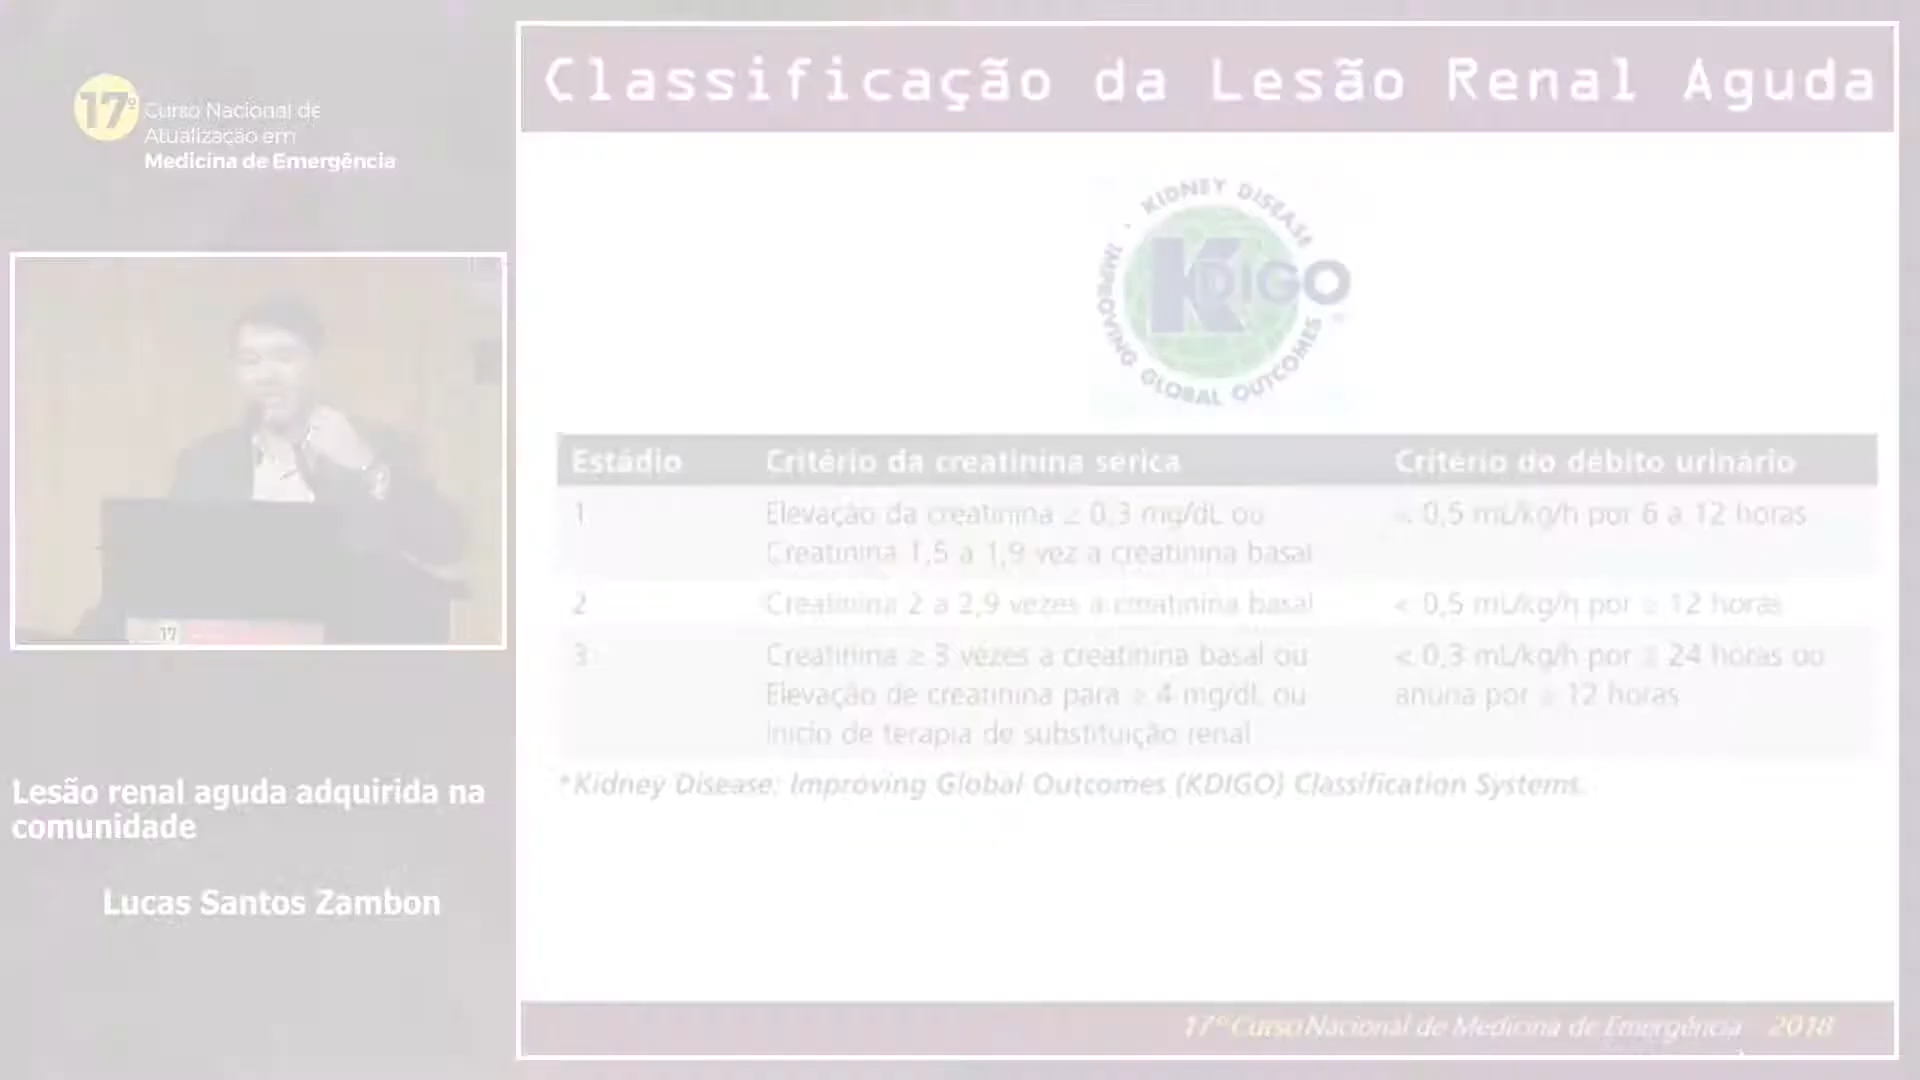 17º Curso Nacional de
Atualização em
Medicina de Emergência
17
Lesão renal aguda adquirida na
comunidade
Lucas Santos Zambon
Classificação da Lesão Renal Aguda
KIDNEY DISEASE
KDIGO
IMPROVING GLOBAL OUTCOMES
Estádio Critério da creatinina sérica Critério do débito urinário
1 Elevação da creatinina ≥ 0,3 mg/dL ou < 0,5 mL/kg/h por 6 a 12 horas
Creatinina 1,5 a 1,9 vez a creatinina basal
2 Creatinina 2 a 2,9 vezes a creatinina basal < 0,5 mL/kg/h por ≥ 12 horas
3 Creatinina ≥ 3 vezes a creatinina basal ou < 0,3 mL/kg/h por ≥ 24 horas ou
Elevação de creatinina para ≥ 4 mg/dL ou anúria por ≥ 12 horas
Início de terapia de substituição renal
*Kidney Disease: Improving Global Outcomes (KDIGO) Classification Systems.
17º Curso Nacional de Medicina de Emergência 2018